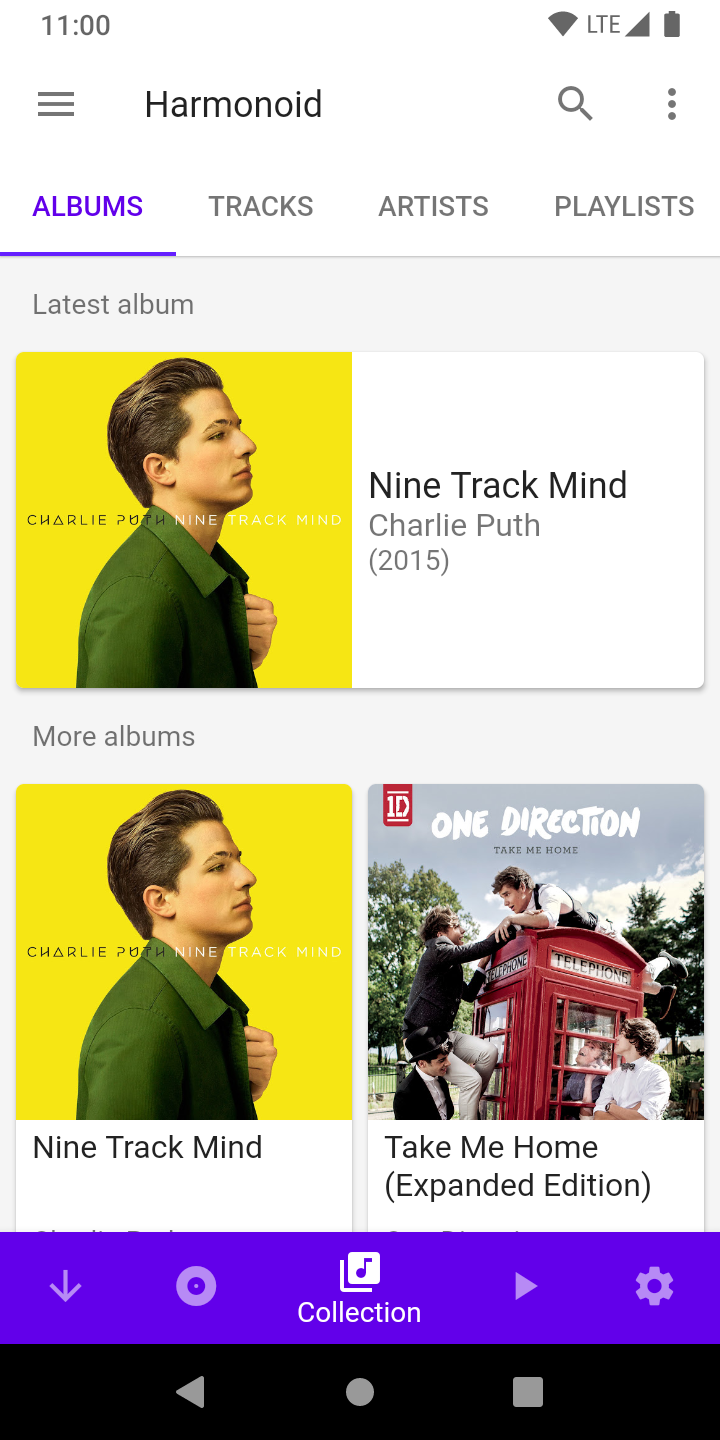 11:00
LTE
Harmonoid
ALBUMS
TRACKS
ARTISTS
PLAYLISTS
Latest album
CHARLIE PUTH NINE TRACK MIND
Nine Track Mind
Charlie Puth
(2015)
More albums
CHARLIE PUTH NINE TRACK MIND
1D
ONE DIRECTION
TAKE ME HOME
TELEPHONE
TELEPHONE
Nine Track Mind
Take Me Home
(Expanded Edition)
Collection